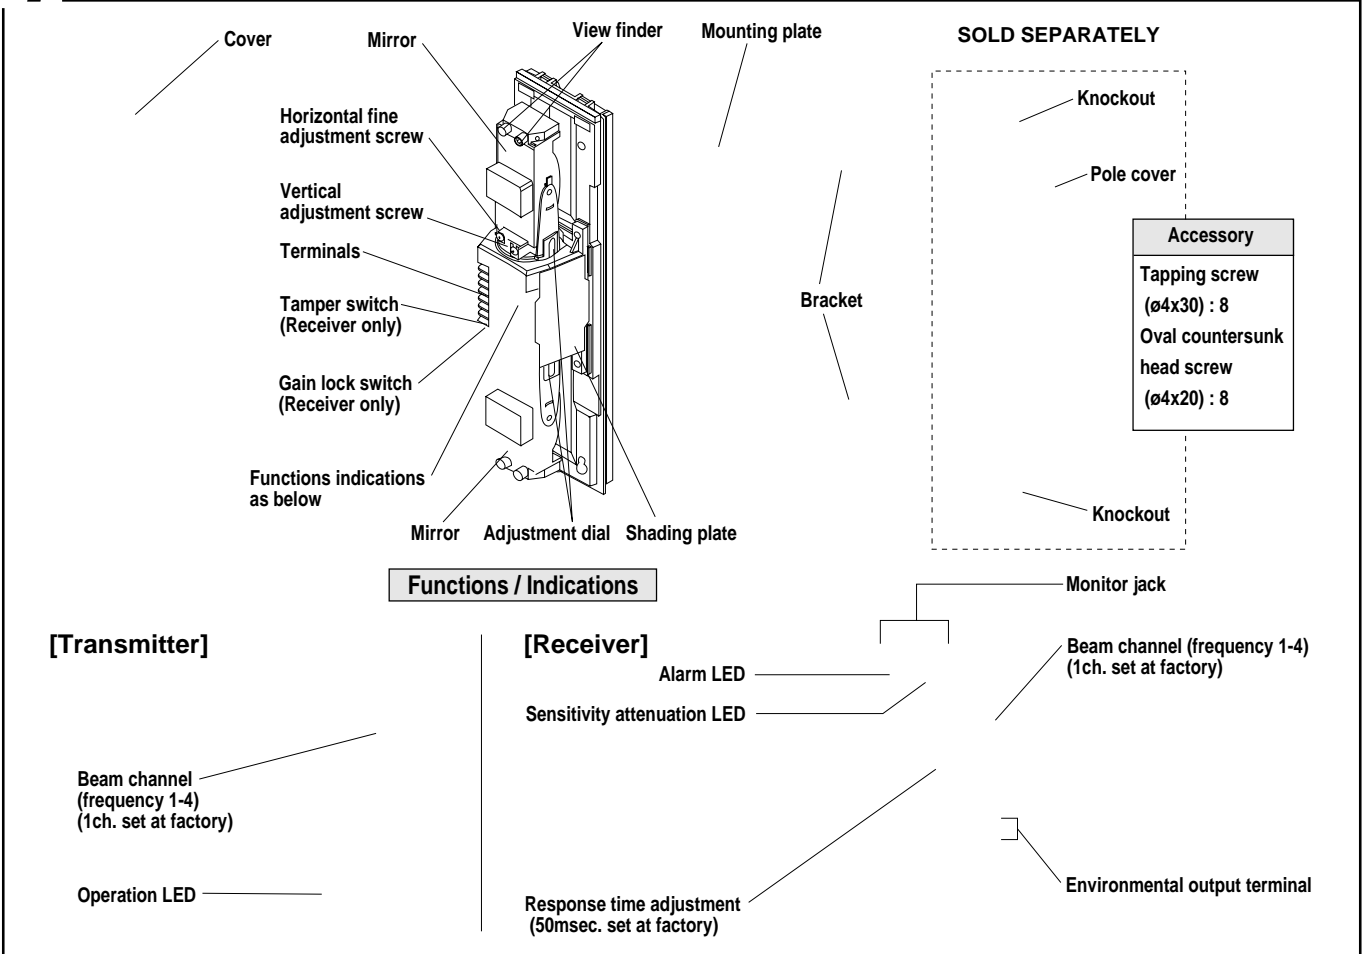 Cover
Mirror
View finder
Mounting plate
SOLD SEPARATELY
Knockout
Horizontal fine
adjustment screw
Pole cover
Vertical
adjustment screw
Accessory
Terminals
Tapping screw
(ø4x30) : 8
Oval countersunk
head screw
(ø4x20) : 8
Bracket
Tamper switch
(Receiver only)
Gain lock switch
(Receiver only)
Functions indications
as below
Knockout
Mirror
Adjustment dial
Shading plate
Functions / Indications
Monitor jack
[Transmitter]
[Receiver]
Beam channel (frequency 1-4)
(1ch. set at factory)
Alarm LED
Sensitivity attenuation LED
Beam channel
(frequency 1-4)
(1ch. set at factory)
Operation LED
Response time adjustment
(50msec. set at factory)
Environmental output terminal